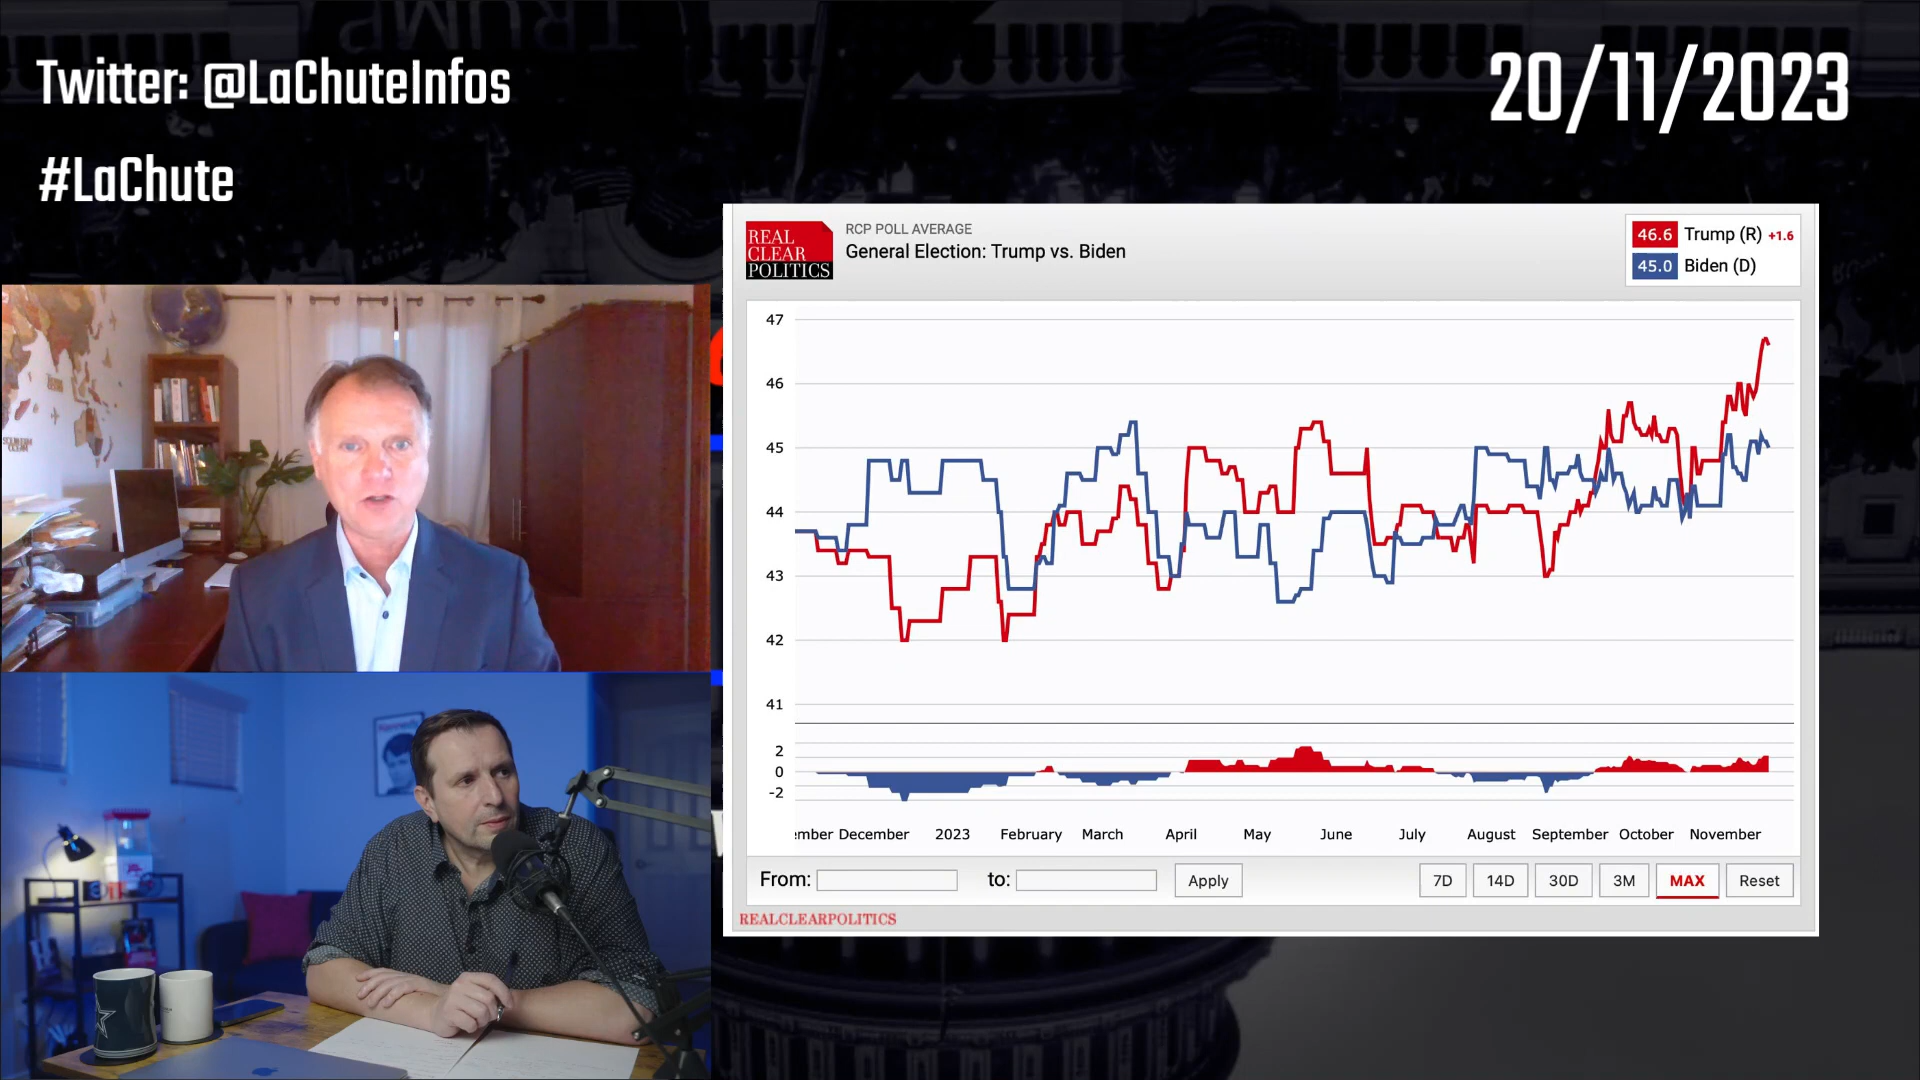 TRUMP
Twitter: @LaChuteInfos
#LaChute
20/11/2023
REAL
CLEAR
POLITICS
RCP POLL AVERAGE
General Election: Trump vs. Biden
46.6 Trump (R) +1.6
45.0 Biden (D)
47
46
45
44
43
42
41
2
0
-2
ember December 2023 February March April May June July August September October November
From: to: Apply 7D 14D 30D 3M MAX Reset
REALCLEARPOLITICS